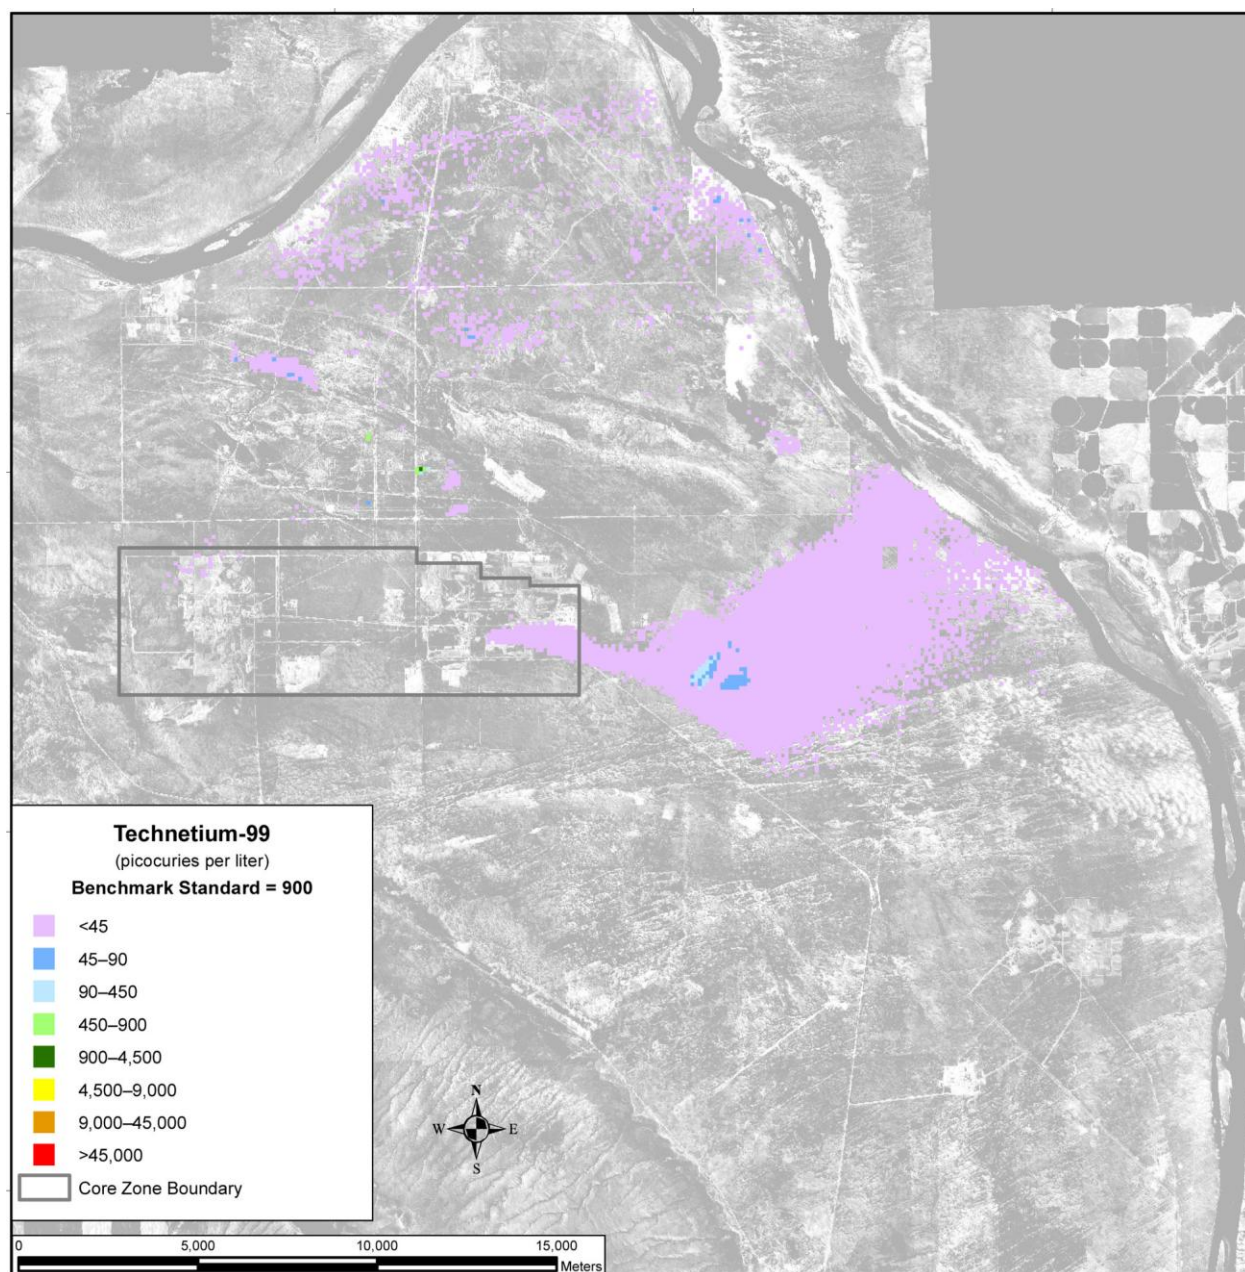 Technetium-99
(picocuries per liter)
Benchmark Standard = 900
<45
45–90
90–450
450–900
900–4,500
4,500–9,000
9,000–45,000
>45,000
Core Zone Boundary
N
W E
S
0 5,000 10,000 15,000
Meters